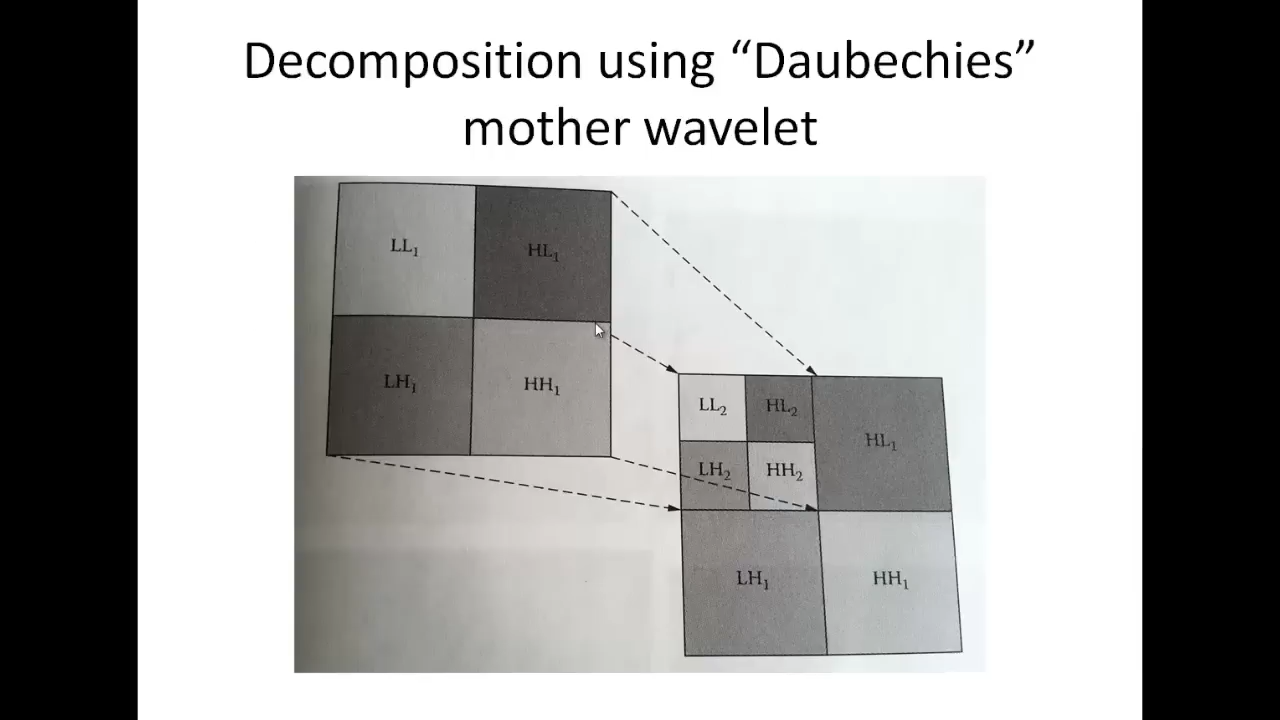 Decomposition using “Daubechies”
mother wavelet
LL₁ HL₁
LH₁ HH₁
LL₂ HL₂ HL₁
LH₂ HH₂
LH₁ HH₁